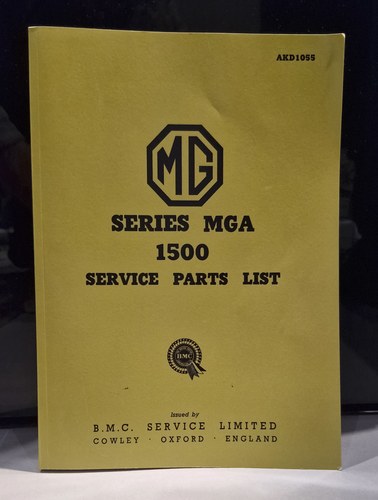 AKD1055
MG
SERIES MGA
1500
SERVICE PARTS LIST
BMC
Issued by
B.M.C. SERVICE LIMITED
COWLEY · OXFORD · ENGLAND